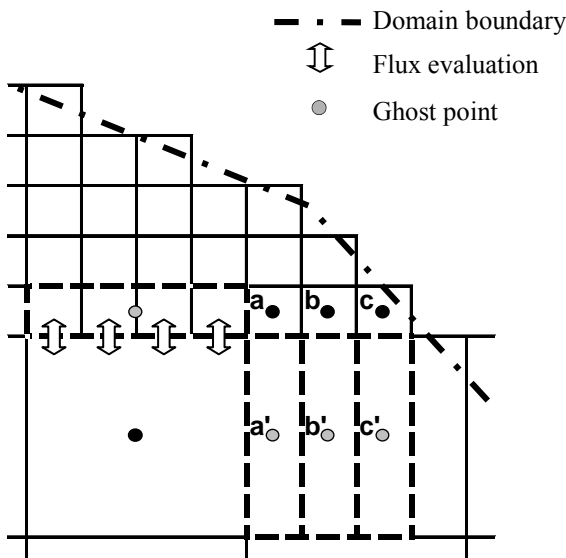 Domain boundary
Flux evaluation
Ghost point
a b c
a' b' c'